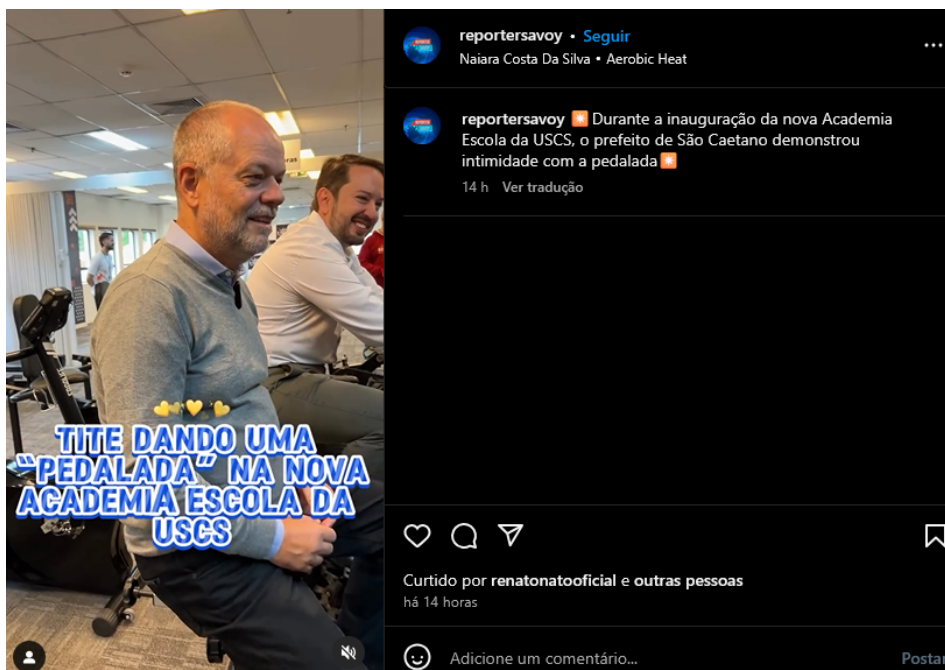 reportersavoy • Seguir
Naiara Costa Da Silva • Aerobic Heat
reportersavoy 💥 Durante a inauguração da nova Academia
Escola da USCS, o prefeito de São Caetano demonstrou
intimidade com a pedalada 💥
14 h Ver tradução
TITE DANDO UMA
“PEDALADA” NA NOVA
ACADEMIA ESCOLA DA
USCS
Curtido por renatonatooficial e outras pessoas
há 14 horas
Adicione um comentário...
Postar